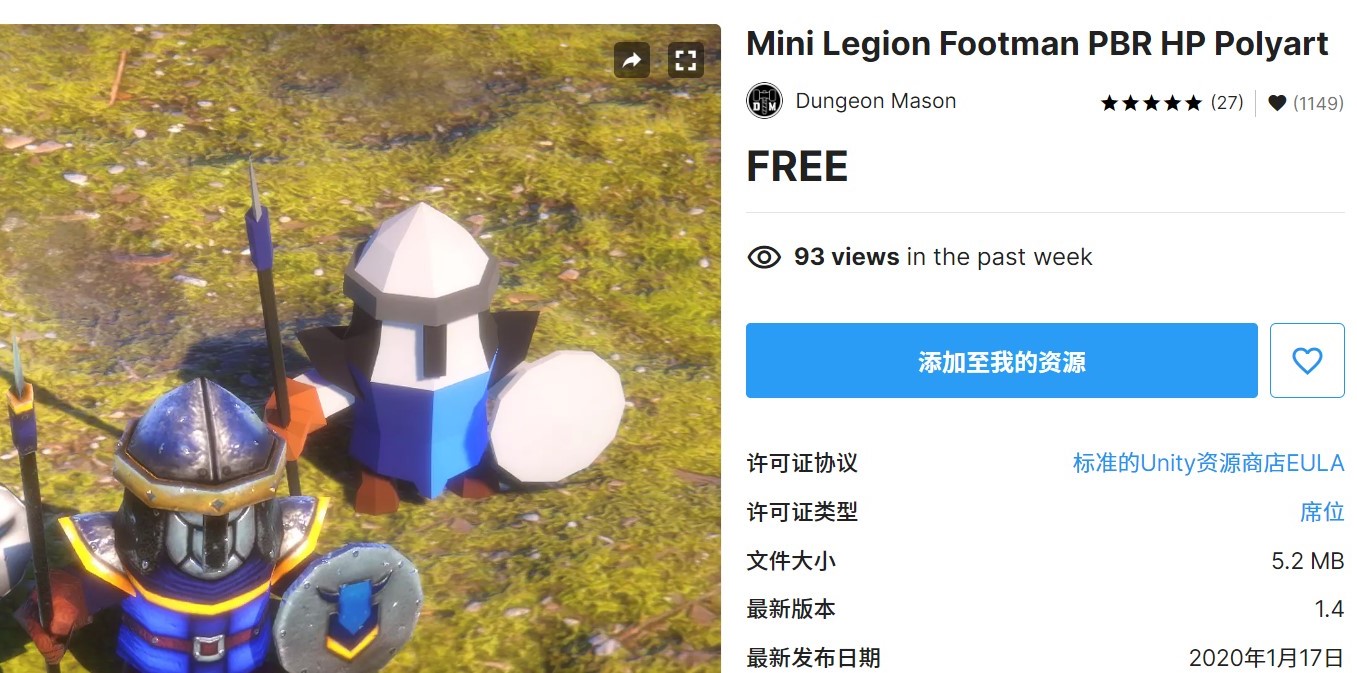 Mini Legion Footman PBR HP Polyart
DM Dungeon Mason ★★★★★ (27) (1149)
FREE
93 views in the past week
添加至我的资源
许可证协议 标准的Unity资源商店EULA
许可证类型 席位
文件大小 5.2 MB
最新版本 1.4
最新发布日期 2020年1月17日